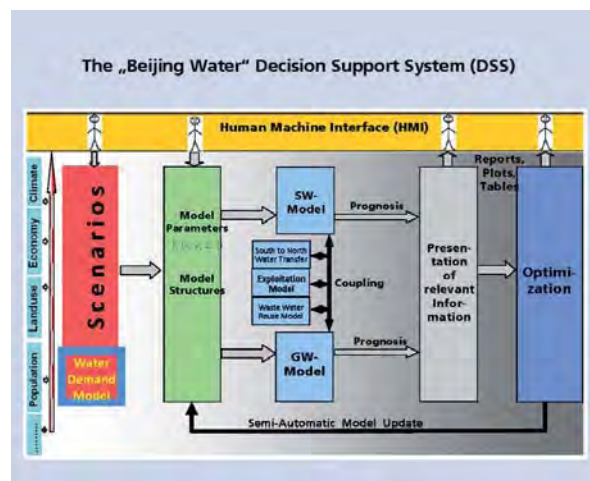 The „Beijing Water“ Decision Support System (DSS)
Human Machine Interface (HMI)
Climate
Economy
Landuse
Population
.........
Scenarios
Water
Demand
Model
Model
Parameters
Model
Structures
SW-
Model
South to North
Water Transfer
Exploitation
Model
Waste Water
Reuse Model
Coupling
GW-
Model
Prognosis
Prognosis
Presen-
tation
of
relevant
Infor-
mation
Reports,
Plots,
Tables
Optimi-
zation
Semi-Automatic Model Update